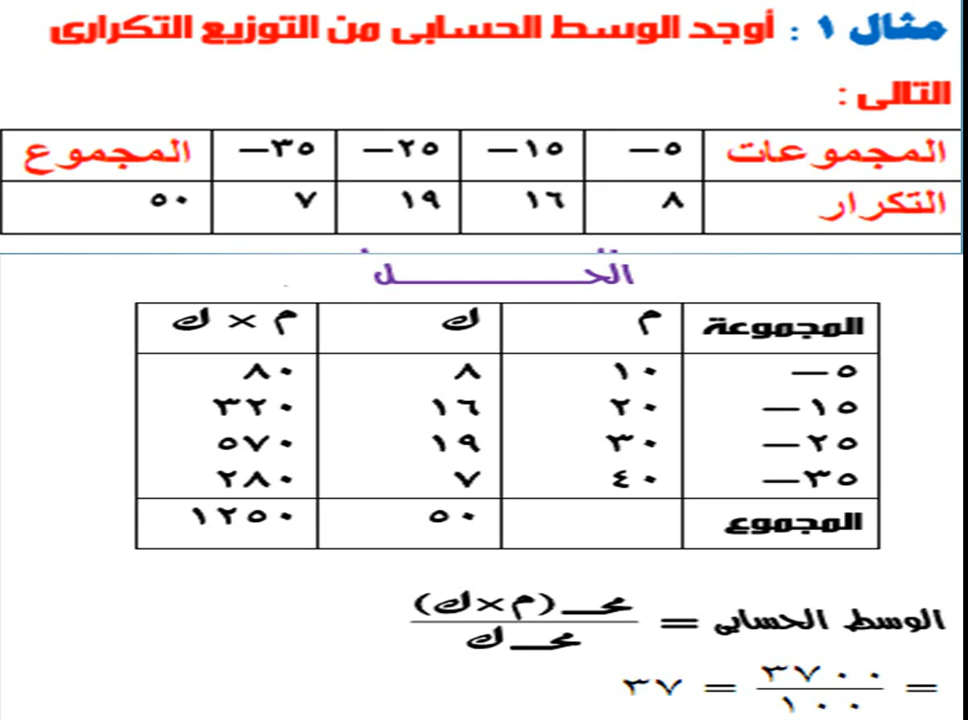 مثال ١ : أوجد الوسط الحسابى من التوزيع التكرارى
التالى :
المجموعات ٥– ١٥– ٢٥– ٣٥– المجموع
التكرار ٨ ١٦ ١٩ ٧ ٥٠
الحـــــــــــل
المجموعة م ك م × ك
٥– ١٠ ٨ ٨٠
١٥– ٢٠ ١٦ ٣٢٠
٢٥– ٣٠ ١٩ ٥٧٠
٣٥– ٤٠ ٧ ٢٨٠
المجموع ٥٠ ١٢٥٠
الوسط الحسابى = مجـ (م×ك)
مجـ ك
= ٣٧٠٠ = ٣٧
١٠٠